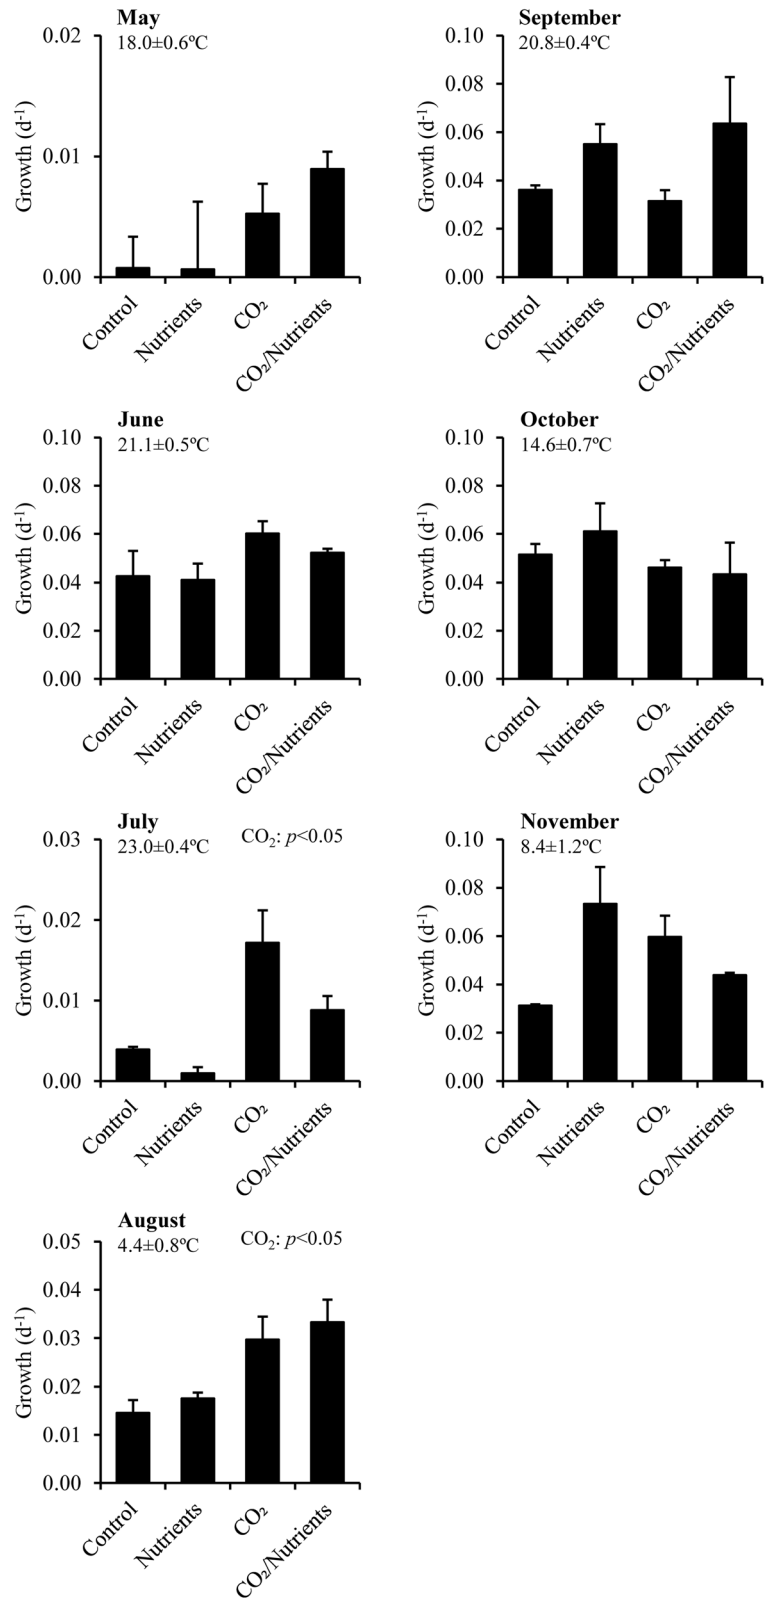 May
18.0±0.6ºC
0.02
0.01
0.00
Growth (d-1)
Control
Nutrients
CO₂
CO₂/Nutrients
September
20.8±0.4ºC
0.10
0.08
0.06
0.04
0.02
0.00
Growth (d-1)
Control
Nutrients
CO₂
CO₂/Nutrients
June
21.1±0.5ºC
0.10
0.08
0.06
0.04
0.02
0.00
Growth (d-1)
Control
Nutrients
CO₂
CO₂/Nutrients
October
14.6±0.7ºC
0.10
0.08
0.06
0.04
0.02
0.00
Growth (d-1)
Control
Nutrients
CO₂
CO₂/Nutrients
July
23.0±0.4ºC
CO₂: p<0.05
0.03
0.02
0.01
0.00
Growth (d-1)
Control
Nutrients
CO₂
CO₂/Nutrients
November
8.4±1.2ºC
0.10
0.08
0.06
0.04
0.02
0.00
Growth (d-1)
Control
Nutrients
CO₂
CO₂/Nutrients
August
4.4±0.8ºC
CO₂: p<0.05
0.05
0.04
0.03
0.02
0.01
0.00
Growth (d-1)
Control
Nutrients
CO₂
CO₂/Nutrients